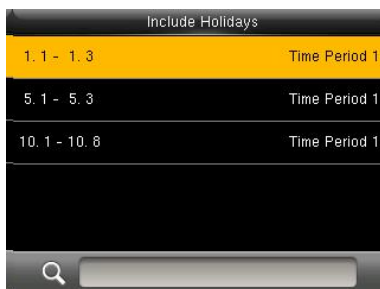 Include Holidays
1. 1 - 1. 3 Time Period 1
5. 1 - 5. 3 Time Period 1
10. 1 - 10. 8 Time Period 1